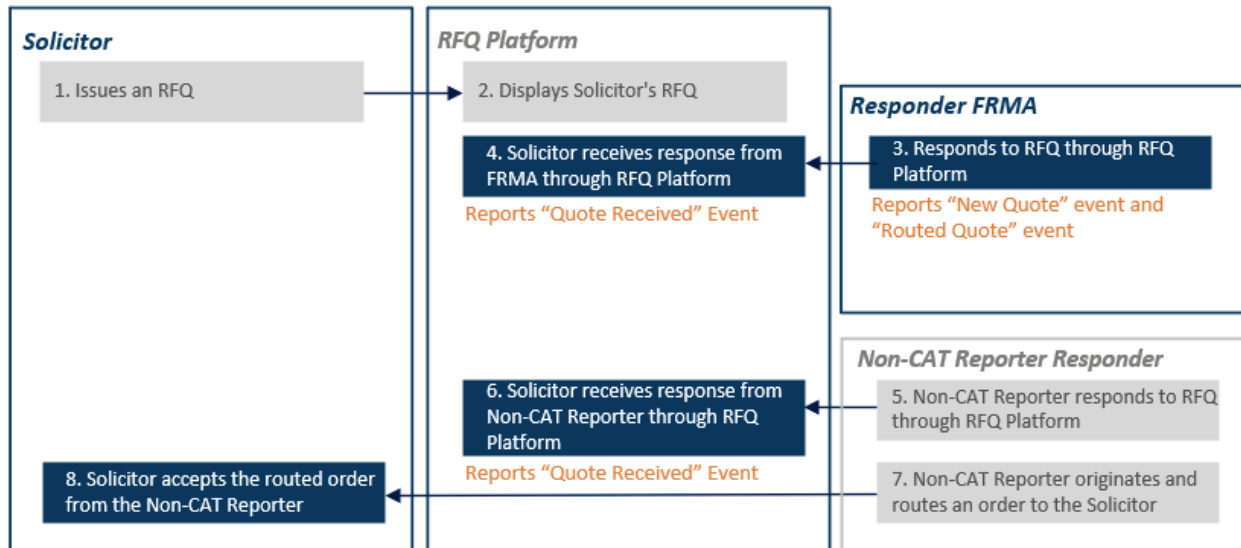 Solicitor
RFQ Platform
1. Issues an RFQ
2. Displays Solicitor's RFQ
Responder FRMA
4. Solicitor receives response from
FRMA through RFQ Platform
3. Responds to RFQ through RFQ
Platform
Reports "Quote Received" Event
Reports “New Quote” event and
“Routed Quote” event
Non-CAT Reporter Responder
6. Solicitor receives response from
Non-CAT Reporter through RFQ
Platform
5. Non-CAT Reporter responds to RFQ
through RFQ Platform
Reports "Quote Received" Event
8. Solicitor accepts the routed order
from the Non-CAT Reporter
7. Non-CAT Reporter originates and
routes an order to the Solicitor